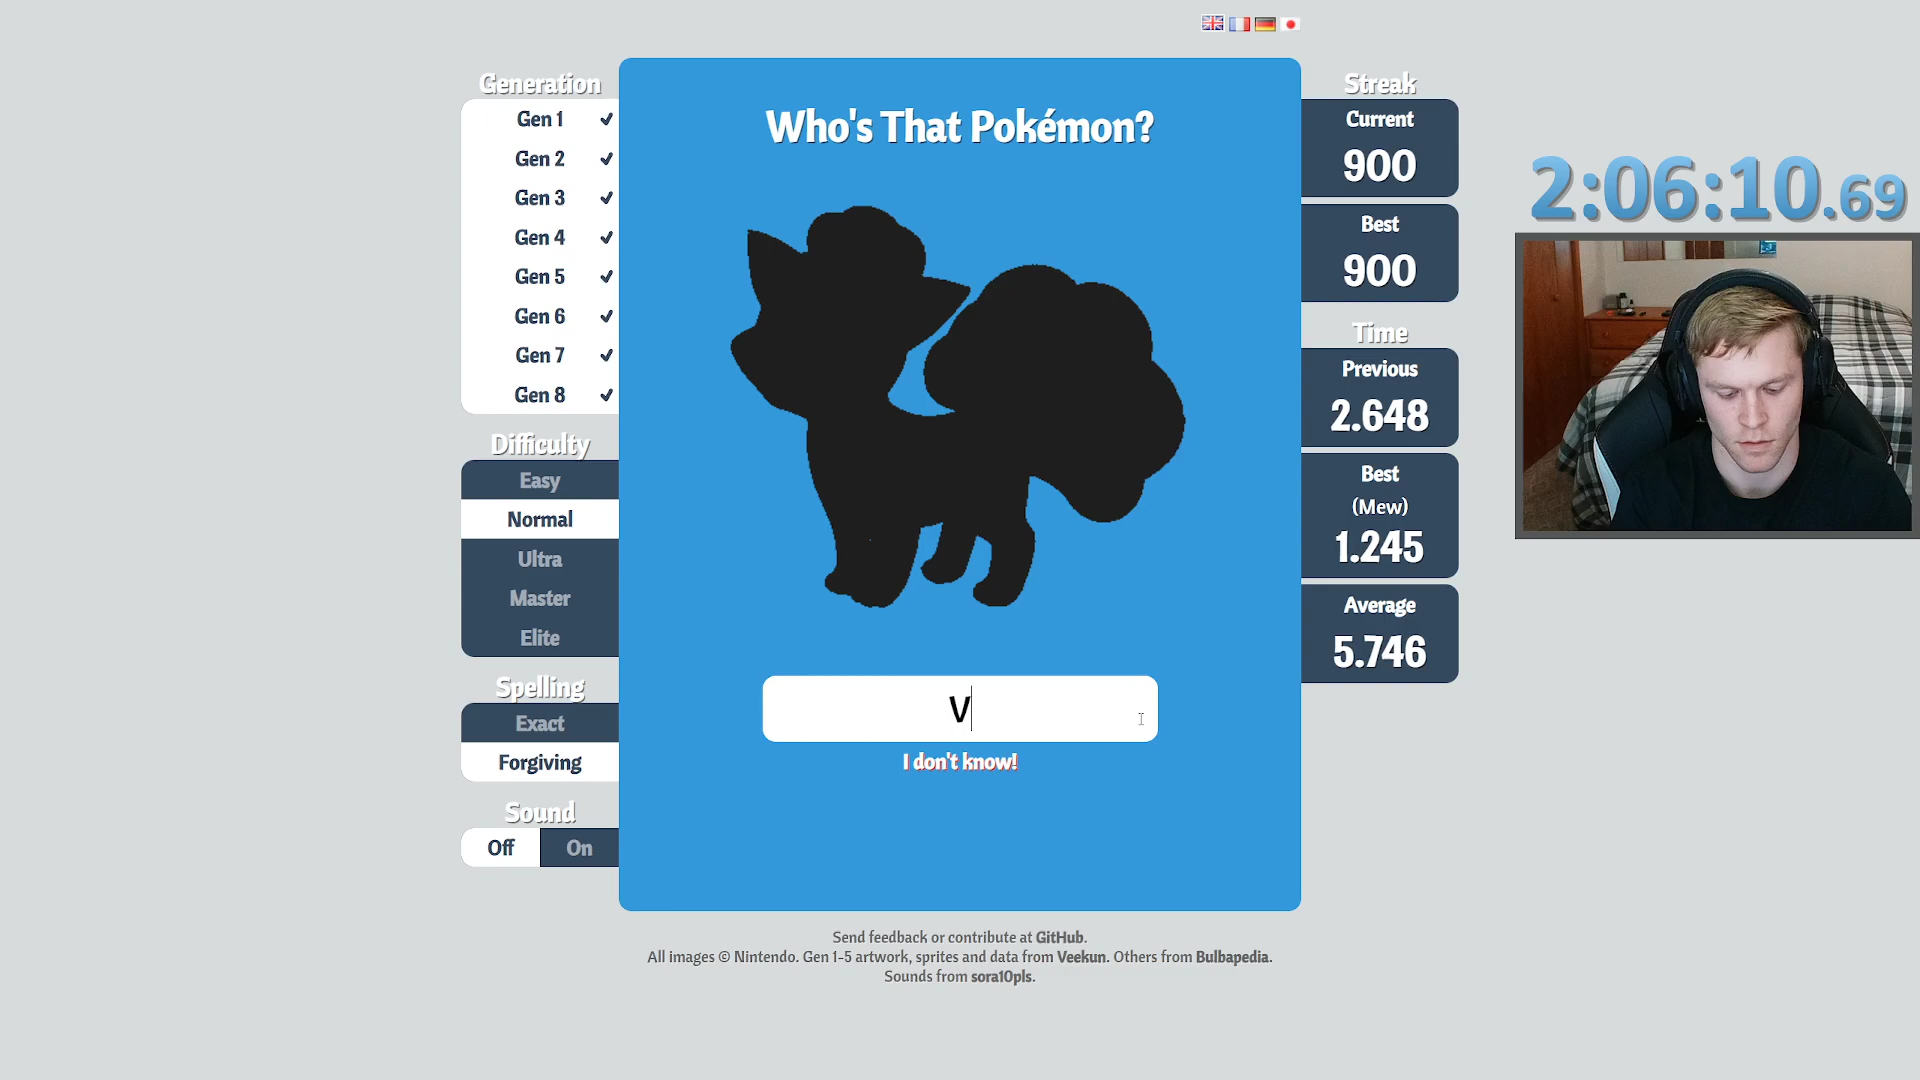 Generation
Gen 1
Gen 2
Gen 3
Gen 4
Gen 5
Gen 6
Gen 7
Gen 8
Difficulty
Easy
Normal
Ultra
Master
Elite
Spelling
Exact
Forgiving
Sound
Off On
Who's That Pokémon?
V
I don't know!
Streak
Current
900
Best
900
Time
Previous
2.648
Best
(Mew)
1.245
Average
5.746
2:06:10.69
Send feedback or contribute at GitHub.
All images © Nintendo. Gen 1-5 artwork, sprites and data from Veekun. Others from Bulbapedia.
Sounds from sora10pls.